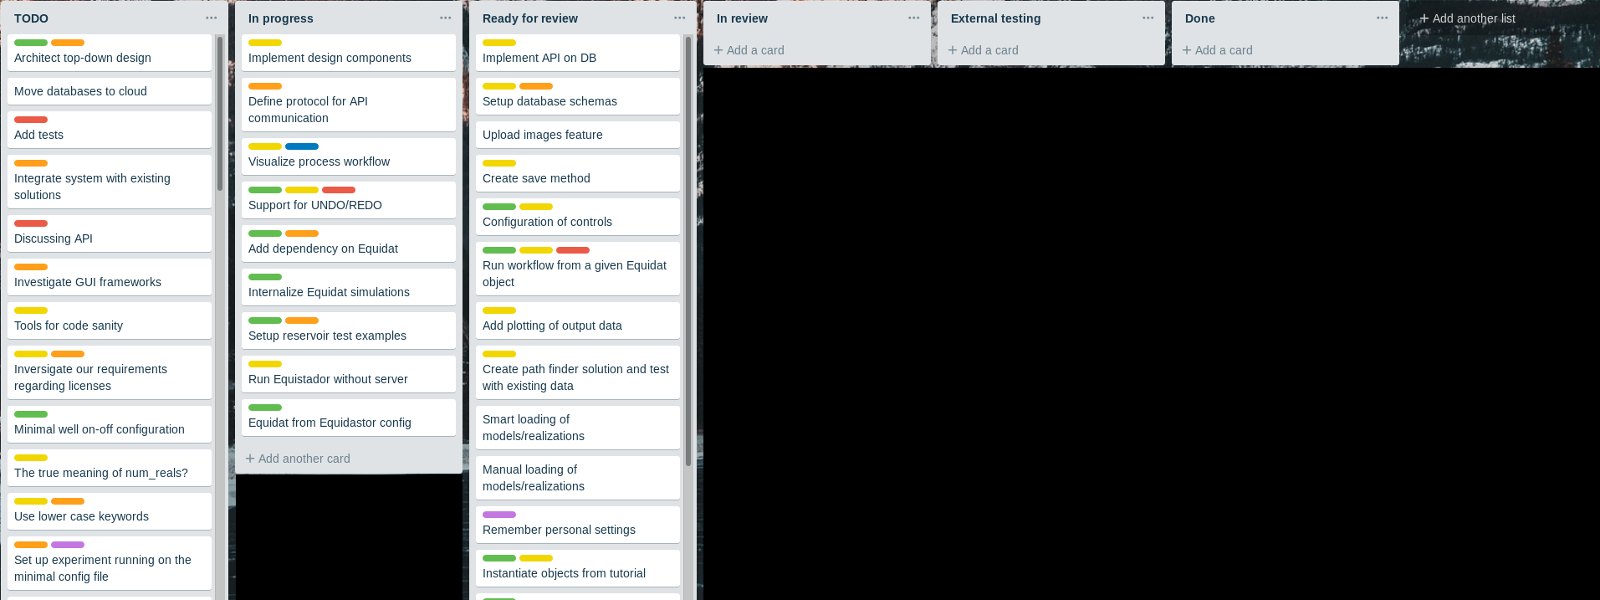 TODO
Architect top-down design
Move databases to cloud
Add tests
Integrate system with existing
solutions
Discussing API
Investigate GUI frameworks
Tools for code sanity
Inversigate our requirements
regarding licenses
Minimal well on-off configuration
The true meaning of num_reals?
Use lower case keywords
Set up experiment running on the
minimal config file
In progress
Implement design components
Define protocol for API
communication
Visualize process workflow
Support for UNDO/REDO
Add dependency on Equidat
Internalize Equidat simulations
Setup reservoir test examples
Run Equistador without server
Equidat from Equidastor config
+ Add another card
Ready for review
Implement API on DB
Setup database schemas
Upload images feature
Create save method
Configuration of controls
Run workflow from a given Equidat
object
Add plotting of output data
Create path finder solution and test
with existing data
Smart loading of
models/realizations
Manual loading of
models/realizations
Remember personal settings
Instantiate objects from tutorial
In review
+ Add a card
External testing
+ Add a card
Done
+ Add a card
+ Add another list